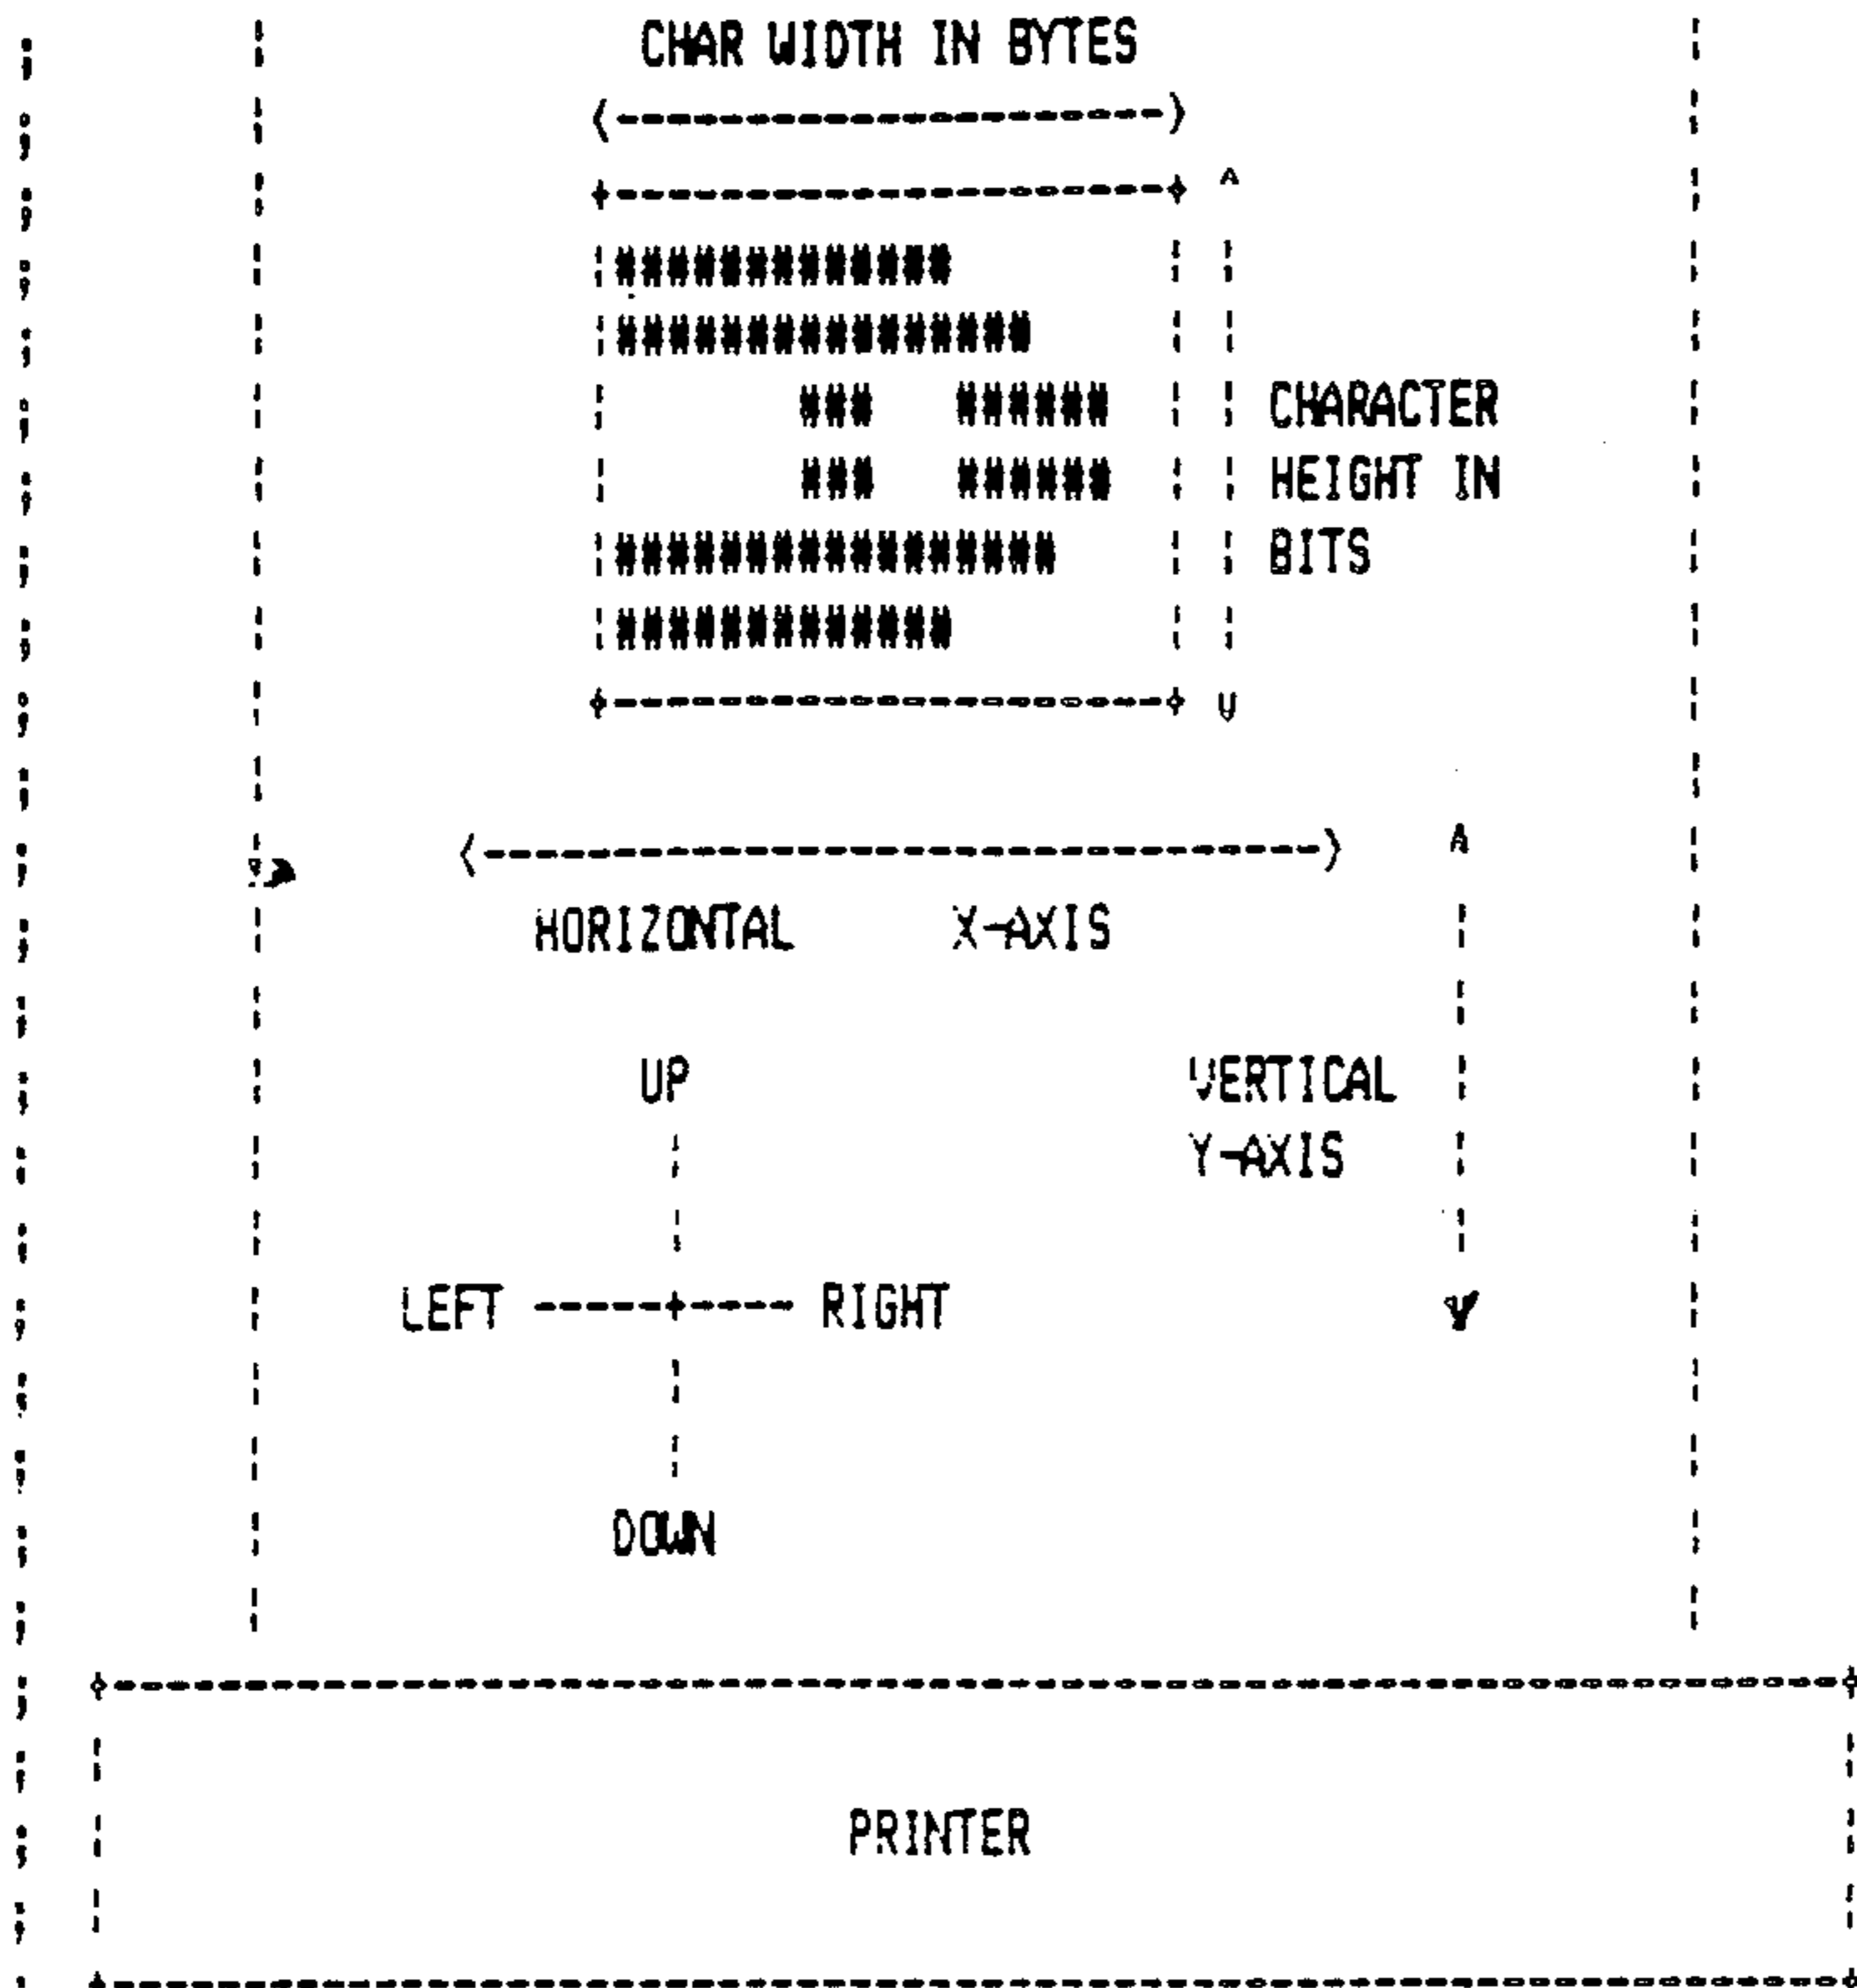 CHAR WIDTH IN BYTES
CHARACTER
HEIGHT IN
BITS
HORIZONTAL X-AXIS
UP
VERTICAL
Y-AXIS
LEFT RIGHT
DOWN
PRINTER